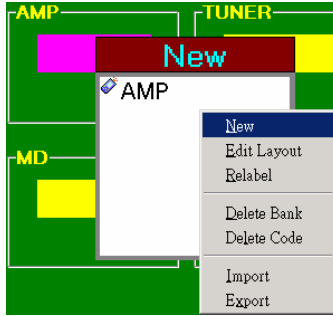 AMP
TUNER
New
AMP
New
Edit Layout
Relabel
MD
Delete Bank
Delete Code
Import
Export